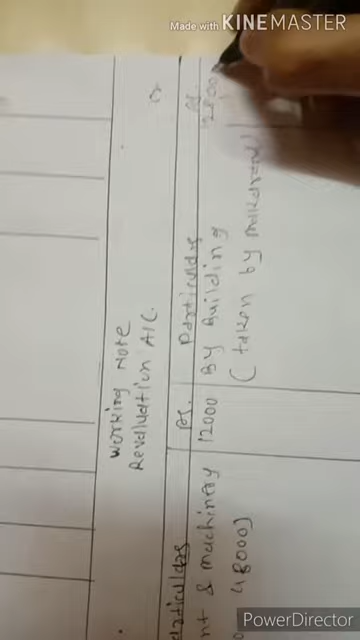 Made with KINEMASTER
Working Note
Revaluation A/C.
Particulars Rs. Particulars Rs.
nt & machinery 12000 By Building
48000) (taken by
PowerDirector